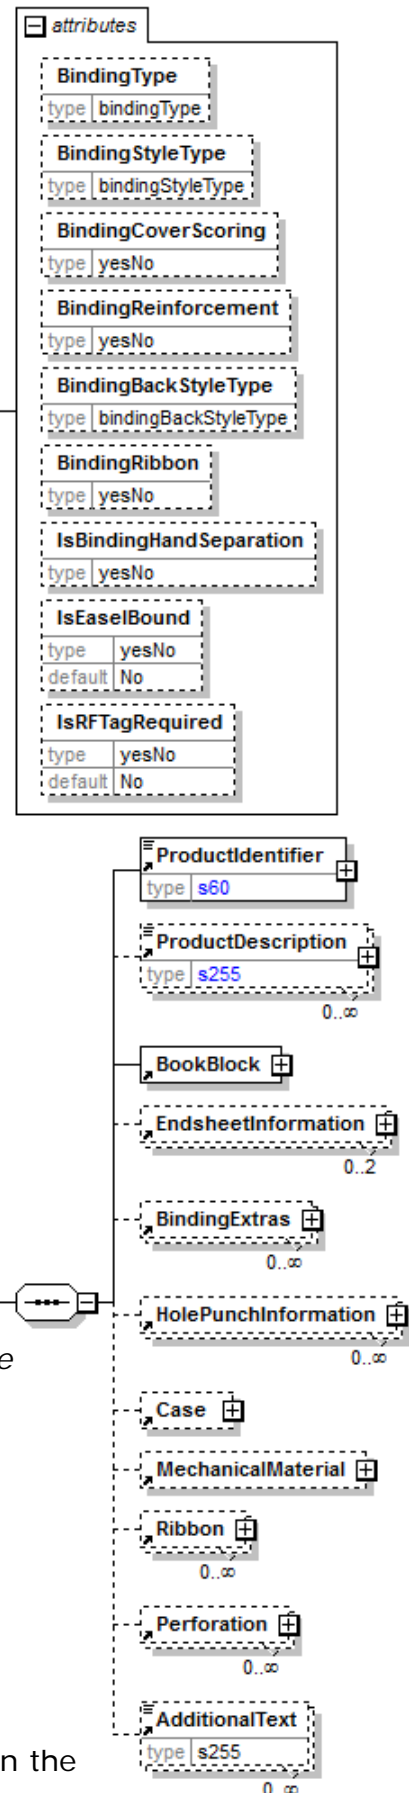 attributes
BindingType
type bindingType
BindingStyleType
type bindingStyleType
BindingCoverScoring
type yesNo
BindingReinforcement
type yesNo
BindingBackStyleType
type bindingBackStyleType
BindingRibbon
type yesNo
IsBindingHandSeparation
type yesNo
IsEaselBound
type yesNo
default No
IsRFTagRequired
type yesNo
default No
ProductIdentifier
type s60
ProductDescription
type s255
0..∞
BookBlock
EndsheetInformation
0..2
BindingExtras
0..∞
HolePunchInformation
0..∞
e
Case
MechanicalMaterial
Ribbon
0..∞
Perforation
0..∞
AdditionalText
type s255
n the
0..∞